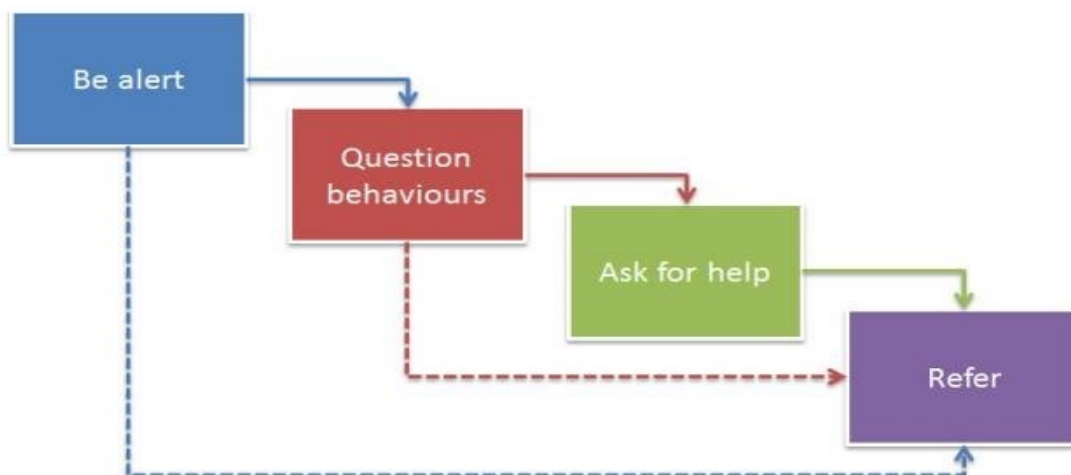 Be alert
Question
behaviours
Ask for help
Refer